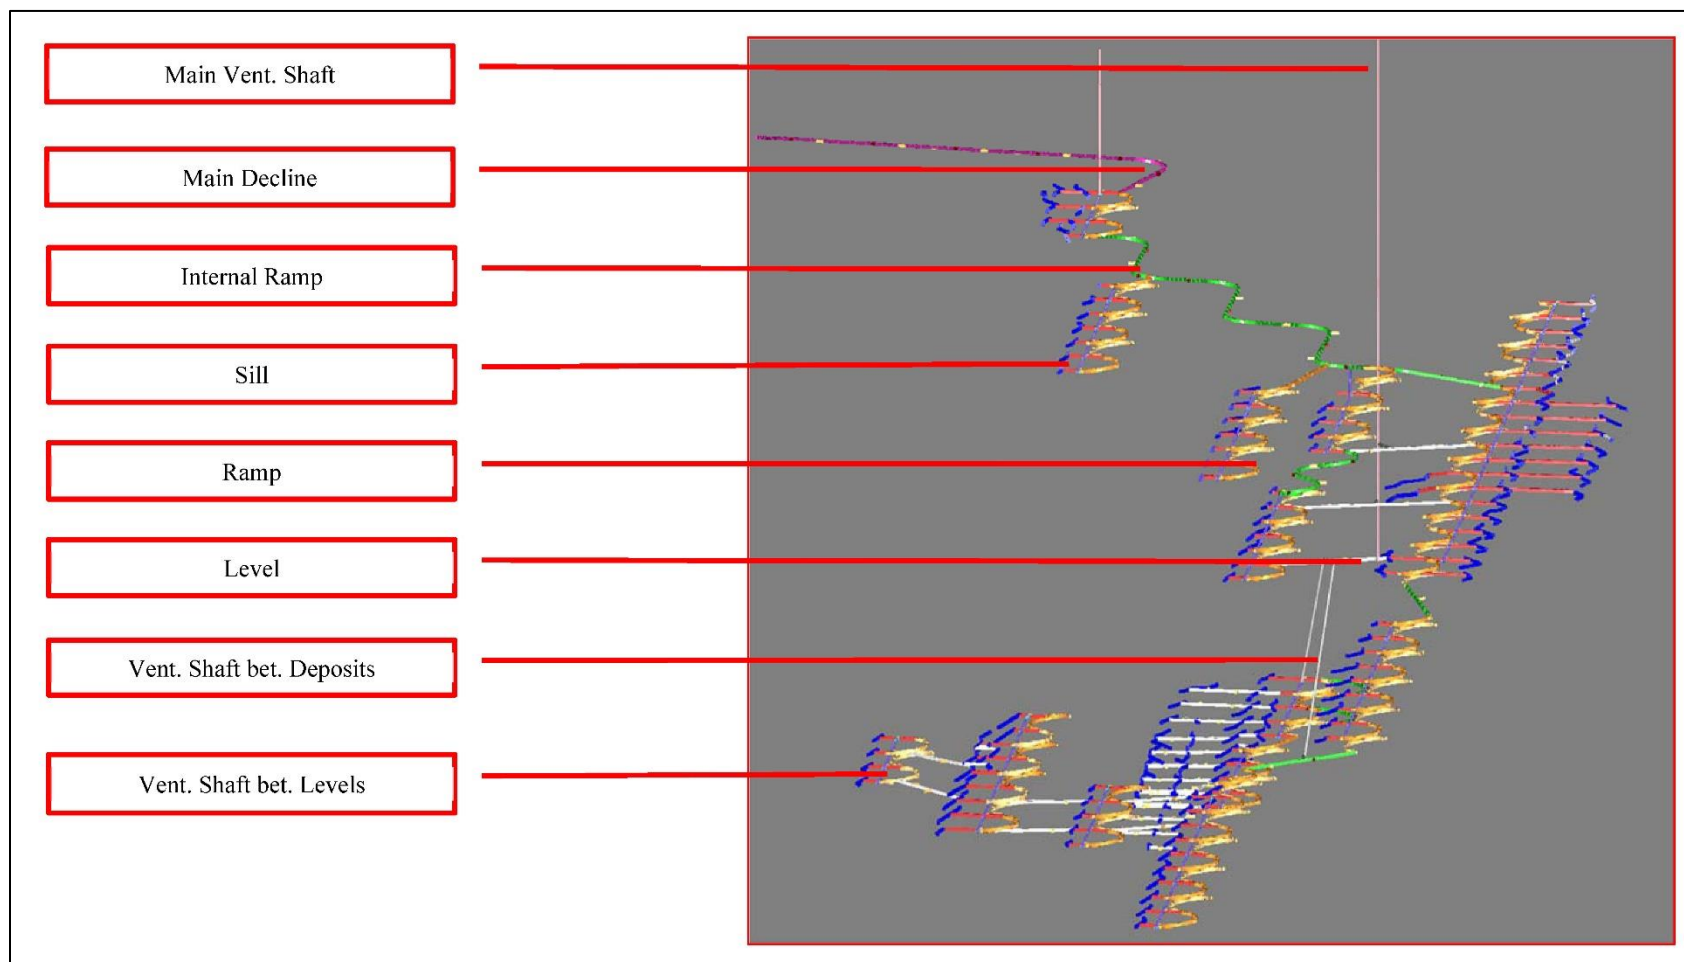 Main Vent. Shaft
Main Decline
Internal Ramp
Sill
Ramp
Level
Vent. Shaft bet. Deposits
Vent. Shaft bet. Levels